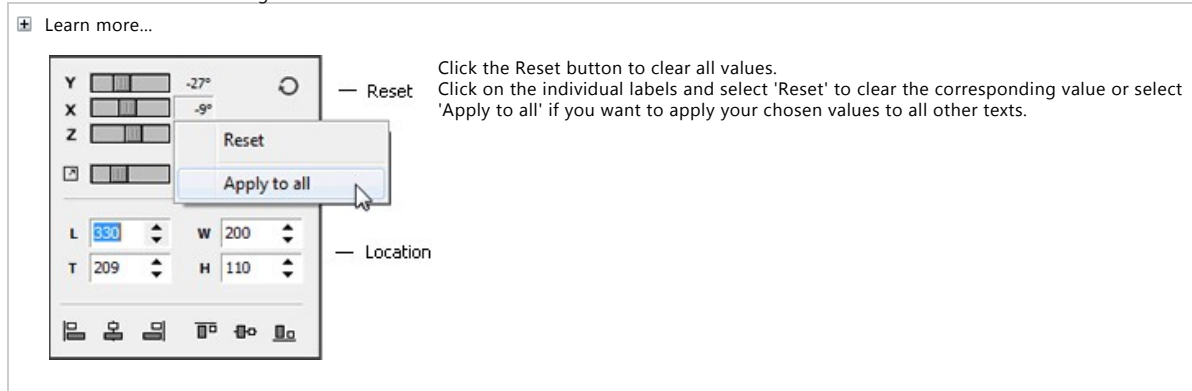 Learn more...
Y -27°
X -9°
Z
Reset
Apply to all
L 330 W 200
T 209 H 110
Reset
Location
Click the Reset button to clear all values.
Click on the individual labels and select 'Reset' to clear the corresponding value or select
'Apply to all' if you want to apply your chosen values to all other texts.